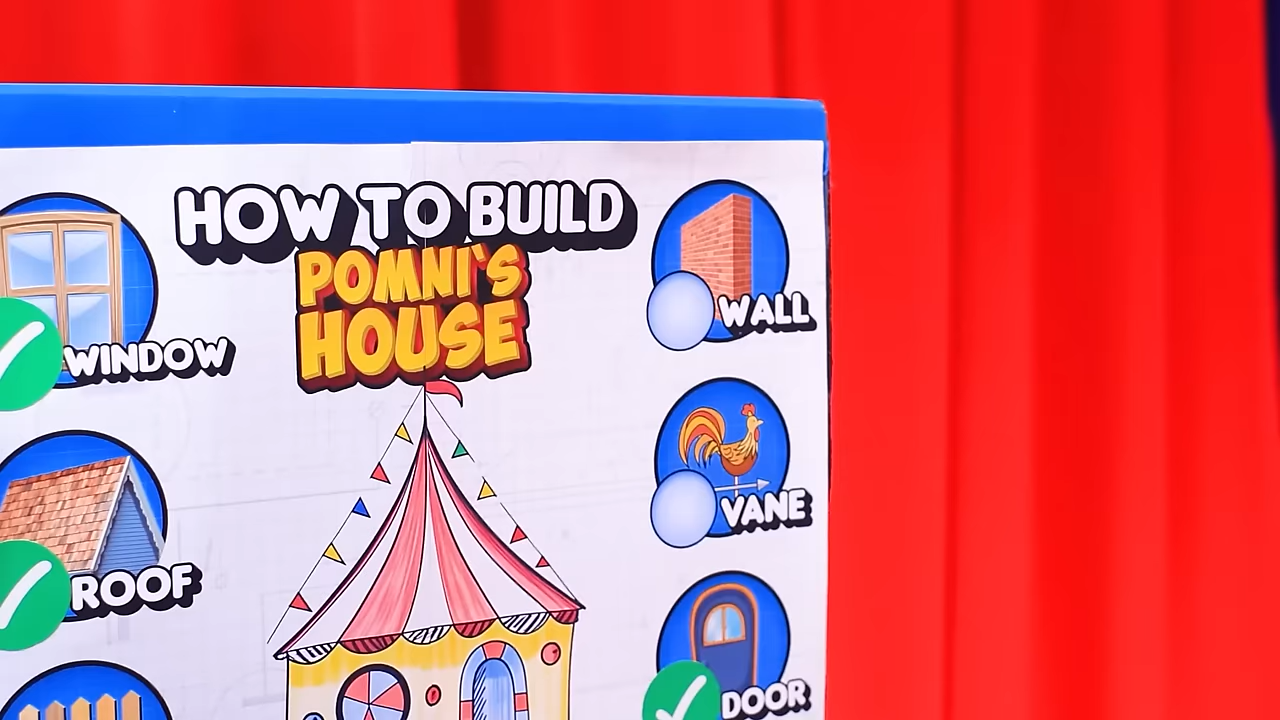 HOW TO BUILD
POMNI'S
HOUSE
WINDOW
ROOF
WALL
VANE
DOOR